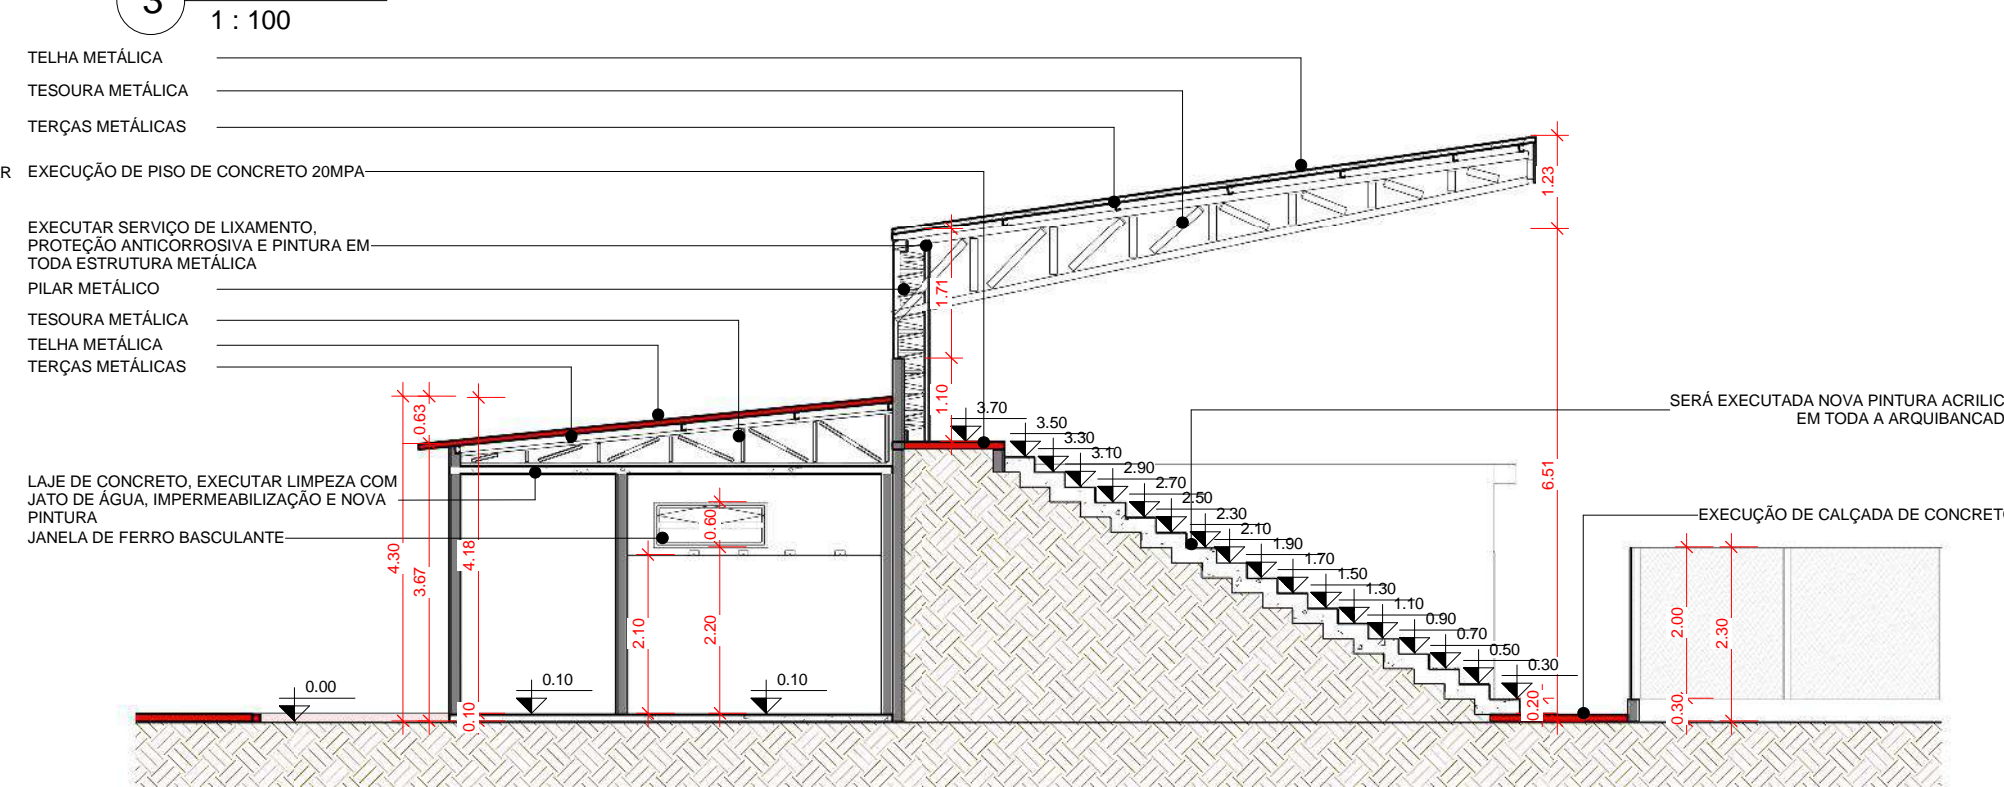 3
1 : 100
TELHA METÁLICA
TESOURA METÁLICA
TERÇAS METÁLICAS
R EXECUÇÃO DE PISO DE CONCRETO 20MPA
EXECUTAR SERVIÇO DE LIXAMENTO,
PROTEÇÃO ANTICORROSIVA E PINTURA EM
TODA ESTRUTURA METÁLICA
PILAR METÁLICO
TESOURA METÁLICA
TELHA METÁLICA
TERÇAS METÁLICAS
LAJE DE CONCRETO, EXECUTAR LIMPEZA COM
JATO DE ÁGUA, IMPERMEABILIZAÇÃO E NOVA
PINTURA
JANELA DE FERRO BASCULANTE
SERÁ EXECUTADA NOVA PINTURA ACRILIC
EM TODA A ARQUIBANCAD
EXECUÇÃO DE CALÇADA DE CONCRETO
1.23
6.51
1.71
1.10
0.63
4.30
3.67
4.18
0.10
0.60
2.10
2.20
0.00
0.10
0.10
3.70
3.50
3.30
3.10
2.90
2.70
2.50
2.30
2.10
1.90
1.70
1.50
1.30
1.10
0.90
0.70
0.50
0.30
0.20
2.00
2.30
0.30